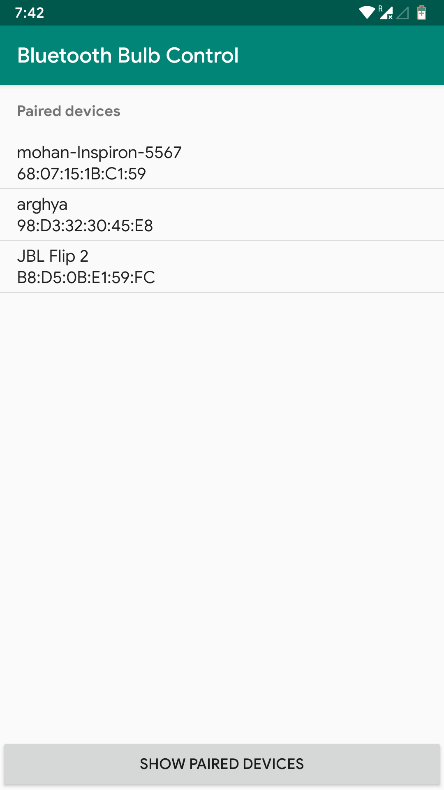 7:42
R
Bluetooth Bulb Control
Paired devices
mohan-Inspiron-5567
68:07:15:1B:C1:59
arghya
98:D3:32:30:45:E8
JBL Flip 2
B8:D5:0B:E1:59:FC
SHOW PAIRED DEVICES